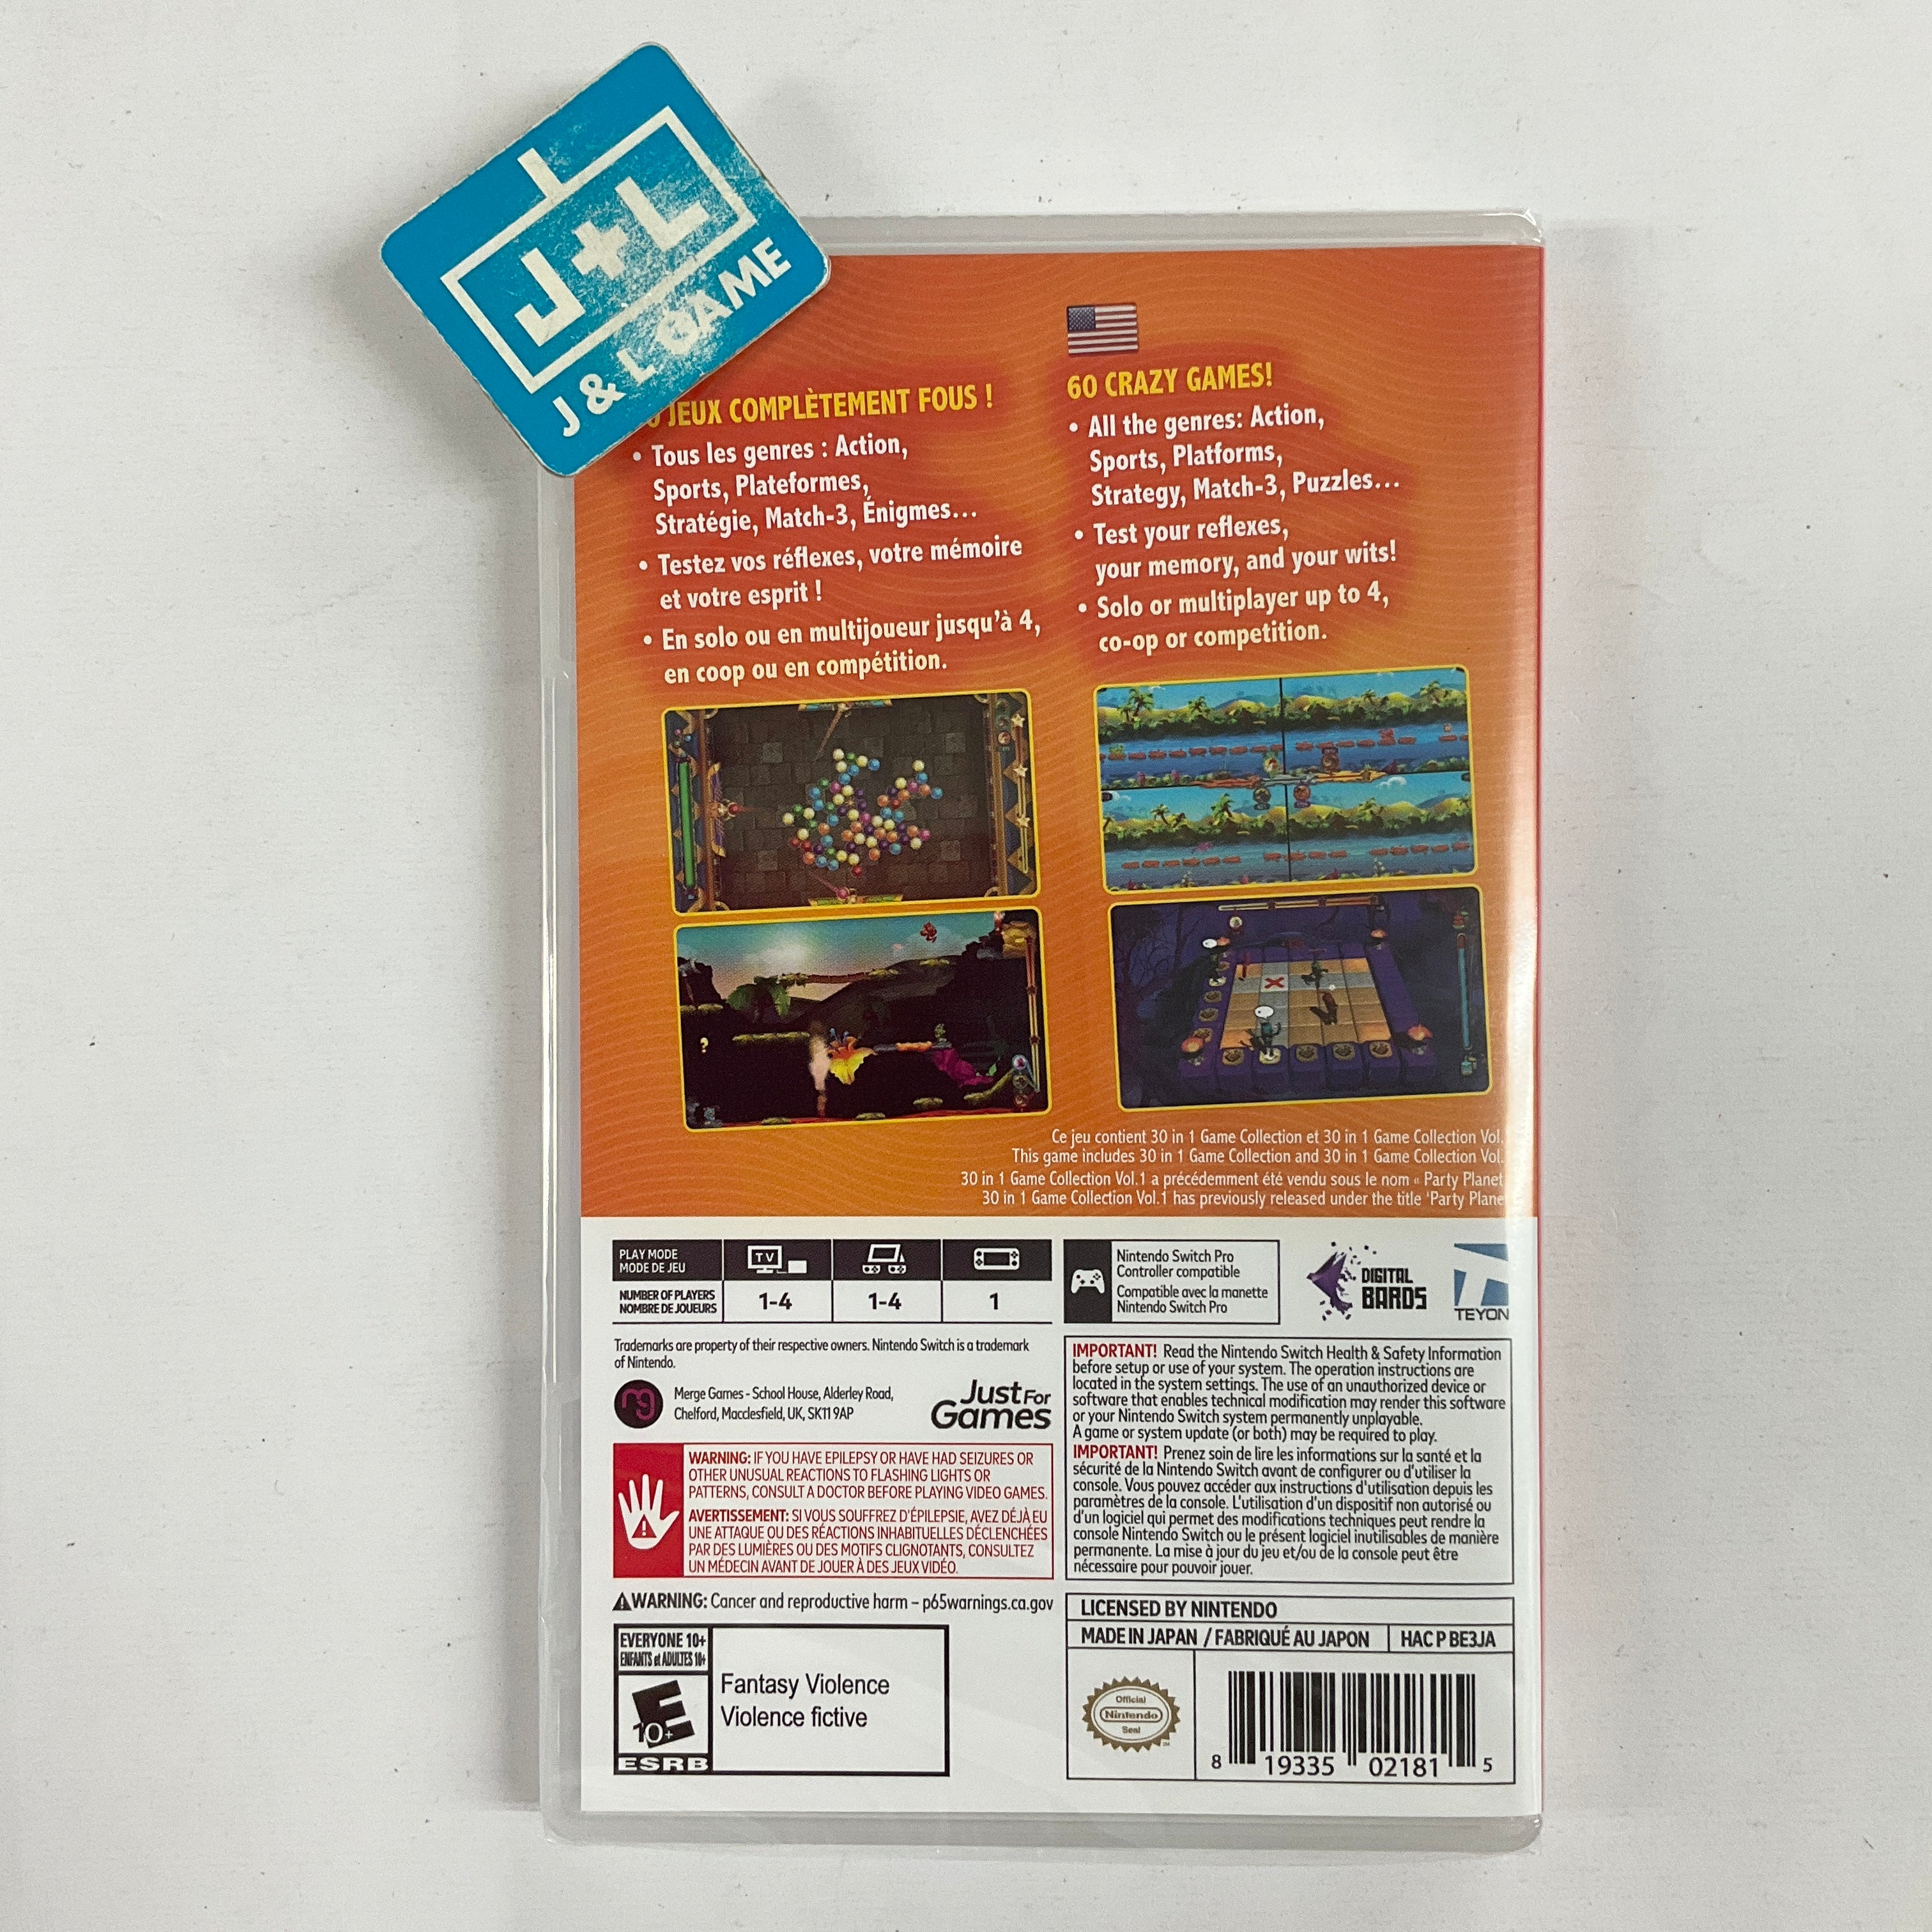 J+L
J & L GAME
JEUX COMPLÈTEMENT FOUS !
• Tous les genres : Action,
Sports, Plateformes,
Stratégie, Match-3, Énigmes...
• Testez vos réflexes, votre mémoire
et votre esprit !
• En solo ou en multijoueur jusqu'à 4,
en coop ou en compétition.
60 CRAZY GAMES!
• All the genres: Action,
Sports, Platforms,
Strategy, Match-3, Puzzles...
• Test your reflexes,
your memory, and your wits!
• Solo or multiplayer up to 4,
co-op or competition.
?
Ce jeu contient 30 in 1 Game Collection et 30 in 1 Game Collection Vol.
This game includes 30 in 1 Game Collection and 30 in 1 Game Collection Vol.
30 in 1 Game Collection Vol.1 a précédemment été vendu sous le nom « Party Planet
30 in 1 Game Collection Vol.1 has previously released under the title 'Party Plane
PLAY MODE
MODE DE JEU
TV
NUMBER OF PLAYERS
NOMBRE DE JOUEURS
1-4
1-4
1
Nintendo Switch Pro
Controller compatible
Compatible avec la manette
Nintendo Switch Pro
DIGITAL
BARDS
TEYON
Trademarks are property of their respective owners. Nintendo Switch is a trademark
of Nintendo.
mg
Merge Games - School House, Alderley Road,
Chelford, Macclesfield, UK, SK11 9AP
Just For
Games
WARNING: IF YOU HAVE EPILEPSY OR HAVE HAD SEIZURES OR
OTHER UNUSUAL REACTIONS TO FLASHING LIGHTS OR
PATTERNS, CONSULT A DOCTOR BEFORE PLAYING VIDEO GAMES.
AVERTISSEMENT: SI VOUS SOUFFREZ D'ÉPILEPSIE, AVEZ DÉJÀ EU
UNE ATTAQUE OU DES RÉACTIONS INHABITUELLES DÉCLENCHÉES
PAR DES LUMIÈRES OU DES MOTIFS CLIGNOTANTS, CONSULTEZ
UN MÉDECIN AVANT DE JOUER À DES JEUX VIDÉO.
⚠WARNING: Cancer and reproductive harm – p65warnings.ca.gov
IMPORTANT! Read the Nintendo Switch Health & Safety Information
before setup or use of your system. The operation instructions are
located in the system settings. The use of an unauthorized device or
software that enables technical modification may render this software
or your Nintendo Switch system permanently unplayable.
A game or system update (or both) may be required to play.
IMPORTANT! Prenez soin de lire les informations sur la santé et la
sécurité de la Nintendo Switch avant de configurer ou d'utiliser la
console. Vous pouvez accéder aux instructions d'utilisation depuis les
paramètres de la console. L'utilisation d'un dispositif non autorisé ou
d'un logiciel qui permet des modifications techniques peut rendre la
console Nintendo Switch ou le présent logiciel inutilisables de manière
permanente. La mise à jour du jeu et/ou de la console peut être
nécessaire pour pouvoir jouer.
EVERYONE 10+
ENFANTS et ADULTES 10+
E
10+
ESRB
Fantasy Violence
Violence fictive
LICENSED BY NINTENDO
MADE IN JAPAN / FABRIQUÉ AU JAPON
HAC P BE3JA
Official
Nintendo
Seal
8 19335 02181 5